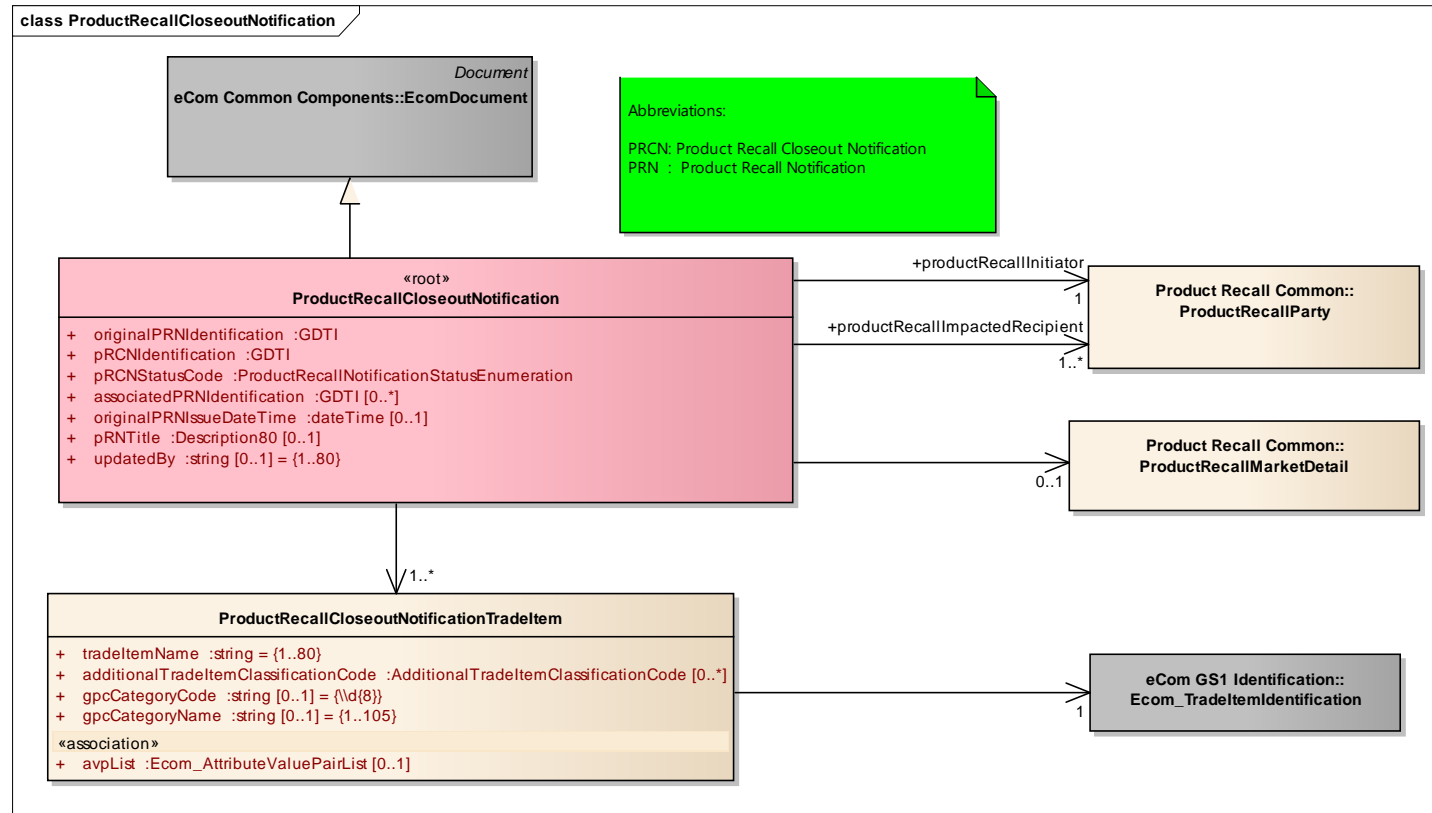 class ProductRecallCloseoutNotification
Document
eCom Common Components::EcomDocument
Abbreviations:
PRCN: Product Recall Closeout Notification
PRN : Product Recall Notification
«root»
ProductRecallCloseoutNotification
+ originalPRNIdentification :GDTI
+ pRCNIdentification :GDTI
+ pRCNStatusCode :ProductRecallNotificationStatusEnumeration
+ associatedPRNIdentification :GDTI [0..*]
+ originalPRNIssueDateTime :dateTime [0..1]
+ pRNTitle :Description80 [0..1]
+ updatedBy :string [0..1] = {1..80}
+productRecallInitiator
1
+productRecallImpactedRecipient
1..*
Product Recall Common::
ProductRecallParty
0..1
Product Recall Common::
ProductRecallMarketDetail
1..*
ProductRecallCloseoutNotificationTradeItem
+ tradeItemName :string = {1..80}
+ additionalTradeItemClassificationCode :AdditionalTradeItemClassificationCode [0..*]
+ gpcCategoryCode :string [0..1] = {\\d{8}}
+ gpcCategoryName :string [0..1] = {1..105}
«association»
+ avpList :Ecom_AttributeValuePairList [0..1]
1
eCom GS1 Identification::
Ecom_TradeItemIdentification